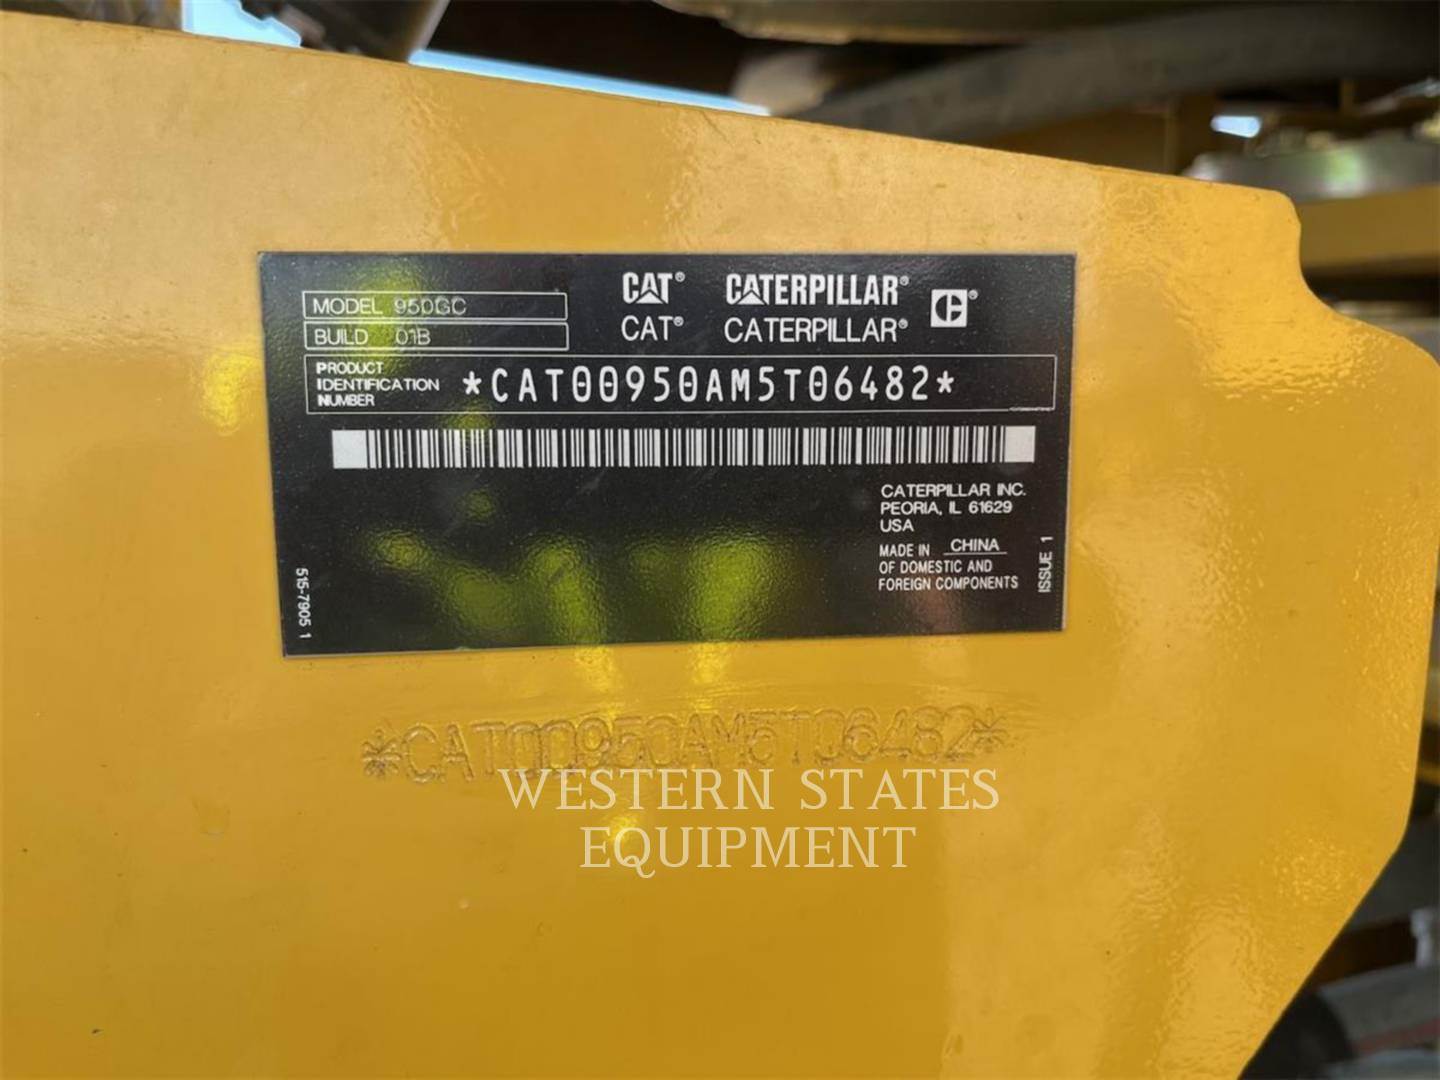 MODEL 950GC
BUILD 01B
CAT® CATERPILLAR®
CAT® CATERPILLAR®
PRODUCT IDENTIFICATION NUMBER *CAT00950AM5T06482*
CATERPILLAR INC.
PEORIA, IL 61629
USA
MADE IN CHINA
OF DOMESTIC AND
FOREIGN COMPONENTS
ISSUE 1
515-7905 1
*CAT00950AM5T06482*
WESTERN STATES
EQUIPMENT